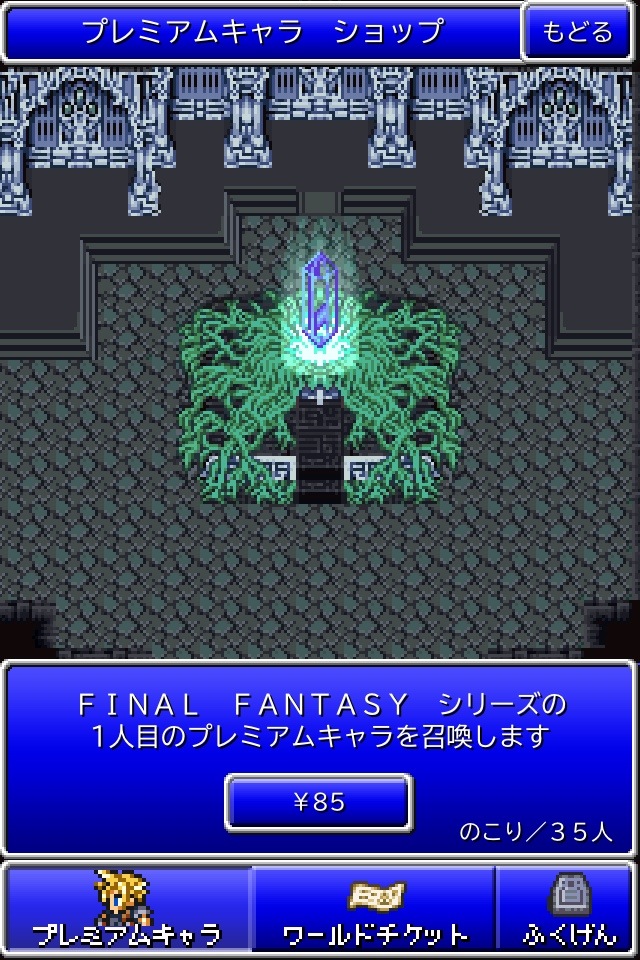 プレミアムキャラ　ショップ
もどる
ＦＩＮＡＬ　ＦＡＮＴＡＳＹ　シリーズの
１人目のプレミアムキャラを召喚します
￥85
のこり／３５人
プレミアムキャラ
ワールドチケット
ふくげん